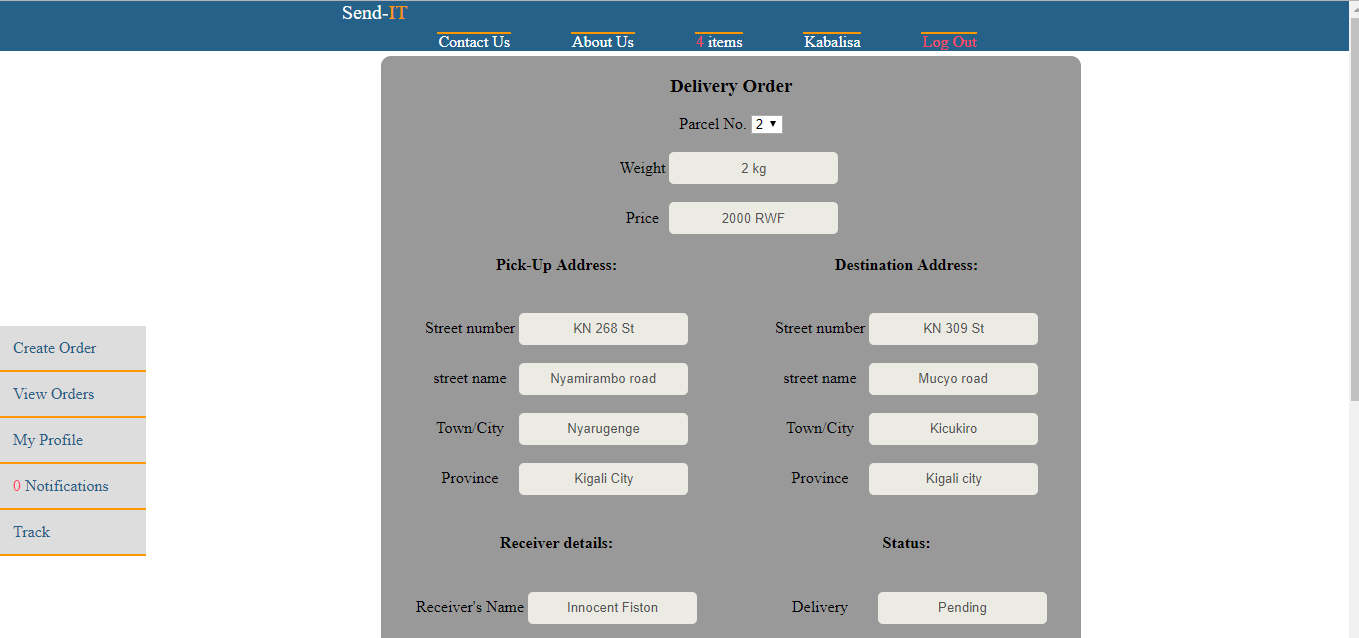 Send-IT
Contact Us About Us 4 items Kabalisa Log Out
Delivery Order
Parcel No. 2
Weight 2 kg
Price 2000 RWF
Pick-Up Address: Destination Address:
Street number KN 268 St Street number KN 309 St
street name Nyamirambo road street name Mucyo road
Town/City Nyarugenge Town/City Kicukiro
Province Kigali City Province Kigali city
Receiver details: Status:
Receiver's Name Innocent Fiston Delivery Pending
Create Order
View Orders
My Profile
0 Notifications
Track